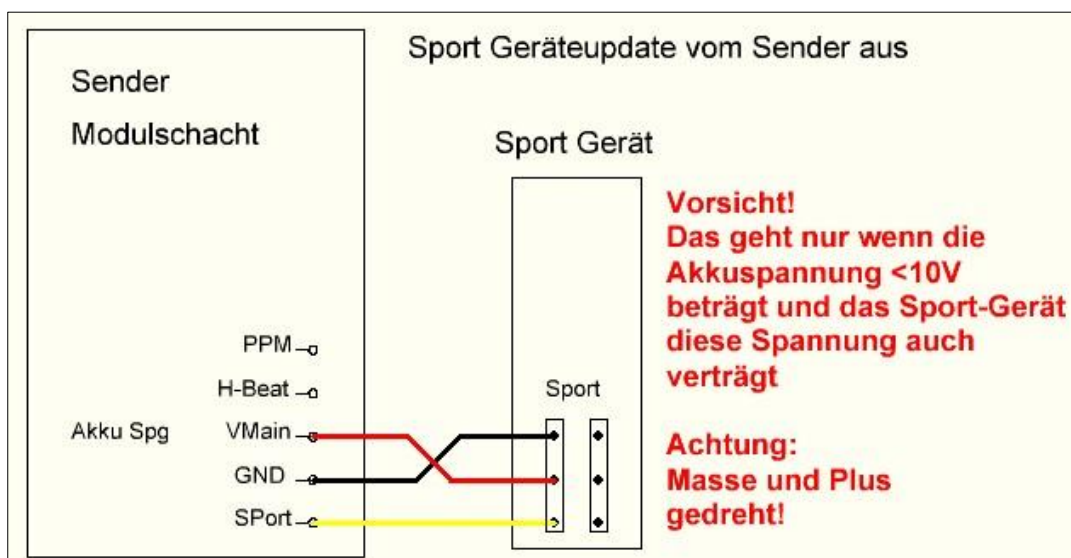 Sport Geräteupdate vom Sender aus
Sender
Modulschacht
Sport Gerät
Vorsicht!
Das geht nur wenn die
Akkuspannung <10V
beträgt und das Sport-Gerät
diese Spannung auch
verträgt
PPM
H-Beat
Akku Spg VMain
GND
SPort
Sport
Achtung:
Masse und Plus
gedreht!